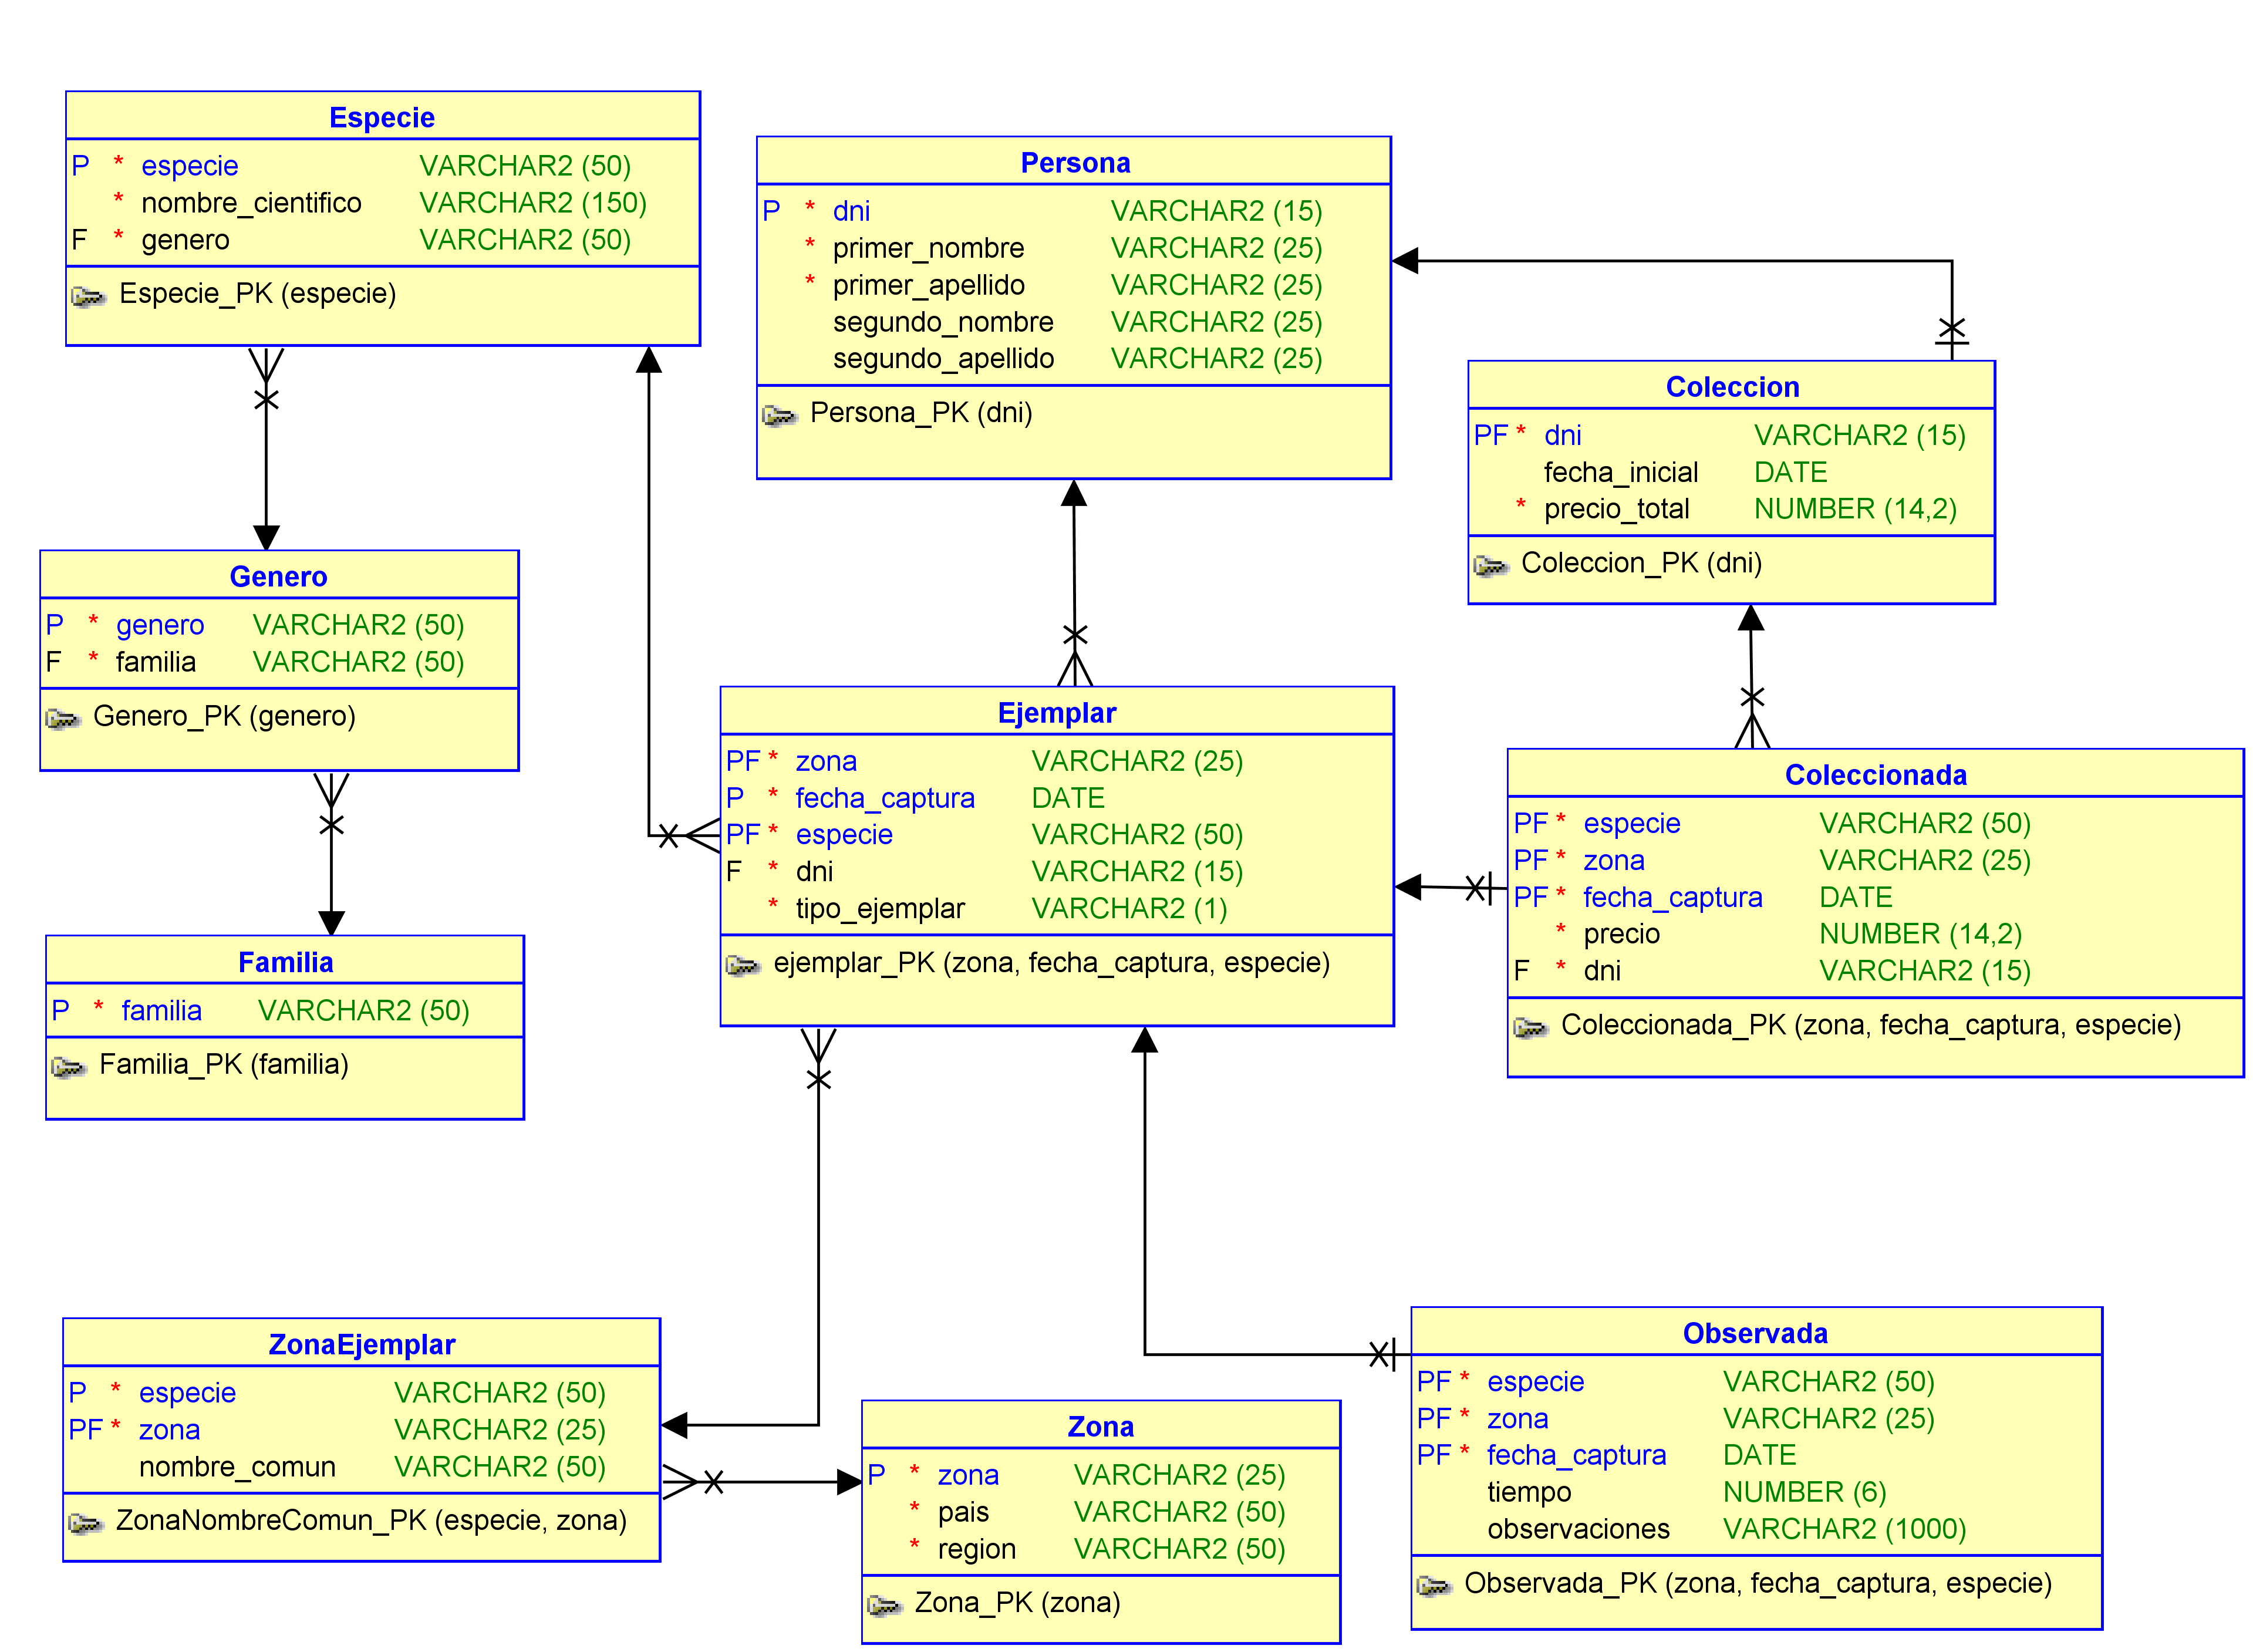 Especie
P * especie VARCHAR2 (50)
* nombre_cientifico VARCHAR2 (150)
F * genero VARCHAR2 (50)
Especie_PK (especie)
Persona
P * dni VARCHAR2 (15)
* primer_nombre VARCHAR2 (25)
* primer_apellido VARCHAR2 (25)
segundo_nombre VARCHAR2 (25)
segundo_apellido VARCHAR2 (25)
Persona_PK (dni)
Coleccion
PF * dni VARCHAR2 (15)
fecha_inicial DATE
* precio_total NUMBER (14,2)
Coleccion_PK (dni)
Genero
P * genero VARCHAR2 (50)
F * familia VARCHAR2 (50)
Genero_PK (genero)
Ejemplar
PF * zona VARCHAR2 (25)
P * fecha_captura DATE
PF * especie VARCHAR2 (50)
F * dni VARCHAR2 (15)
* tipo_ejemplar VARCHAR2 (1)
ejemplar_PK (zona, fecha_captura, especie)
Coleccionada
PF * especie VARCHAR2 (50)
PF * zona VARCHAR2 (25)
PF * fecha_captura DATE
* precio NUMBER (14,2)
F * dni VARCHAR2 (15)
Coleccionada_PK (zona, fecha_captura, especie)
Familia
P * familia VARCHAR2 (50)
Familia_PK (familia)
ZonaEjemplar
P * especie VARCHAR2 (50)
PF * zona VARCHAR2 (25)
nombre_comun VARCHAR2 (50)
ZonaNombreComun_PK (especie, zona)
Zona
P * zona VARCHAR2 (25)
* pais VARCHAR2 (50)
* region VARCHAR2 (50)
Zona_PK (zona)
Observada
PF * especie VARCHAR2 (50)
PF * zona VARCHAR2 (25)
PF * fecha_captura DATE
tiempo NUMBER (6)
observaciones VARCHAR2 (1000)
Observada_PK (zona, fecha_captura, especie)